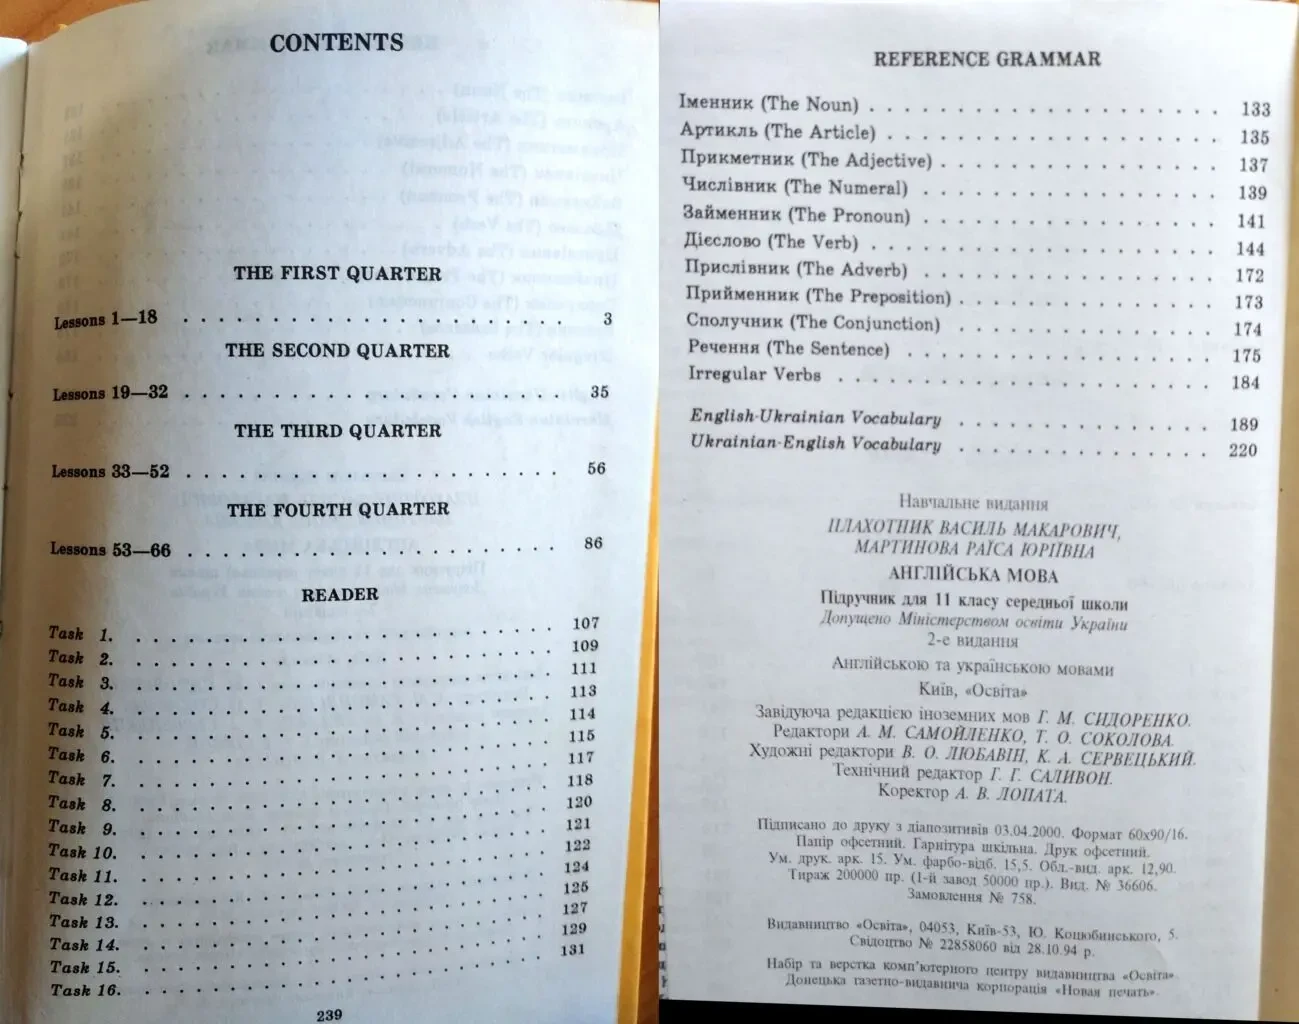 CONTENTS
THE FIRST QUARTER
Lessons 1—18 . . . . . . . . . . . . . . . . . . . . 3
THE SECOND QUARTER
Lessons 19—32 . . . . . . . . . . . . . . . . . . . . 35
THE THIRD QUARTER
Lessons 33—52 . . . . . . . . . . . . . . . . . . . . 56
THE FOURTH QUARTER
Lessons 53—66 . . . . . . . . . . . . . . . . . . . . 86
READER
Task 1. . . . . . . . . . . . . . . . . . . . . 107
Task 2. . . . . . . . . . . . . . . . . . . . . 109
Task 3. . . . . . . . . . . . . . . . . . . . . 111
Task 4. . . . . . . . . . . . . . . . . . . . . 113
Task 5. . . . . . . . . . . . . . . . . . . . . 114
Task 6. . . . . . . . . . . . . . . . . . . . . 115
Task 7. . . . . . . . . . . . . . . . . . . . . 117
Task 8. . . . . . . . . . . . . . . . . . . . . 118
Task 9. . . . . . . . . . . . . . . . . . . . . 120
Task 10. . . . . . . . . . . . . . . . . . . . . 121
Task 11. . . . . . . . . . . . . . . . . . . . . 122
Task 12. . . . . . . . . . . . . . . . . . . . . 124
Task 13. . . . . . . . . . . . . . . . . . . . . 125
Task 14. . . . . . . . . . . . . . . . . . . . . 127
Task 15. . . . . . . . . . . . . . . . . . . . . 129
Task 16. . . . . . . . . . . . . . . . . . . . . 131
239
REFERENCE GRAMMAR
Іменник (The Noun) . . . . . . . . . . . . . . . . 133
Артикль (The Article) . . . . . . . . . . . . . . . 135
Прикметник (The Adjective) . . . . . . . . . . . . . 137
Числівник (The Numeral) . . . . . . . . . . . . . . 139
Займенник (The Pronoun) . . . . . . . . . . . . . . 141
Дієслово (The Verb) . . . . . . . . . . . . . . . . 144
Прислівник (The Adverb) . . . . . . . . . . . . . . 172
Прийменник (The Preposition) . . . . . . . . . . . . 173
Сполучник (The Conjunction) . . . . . . . . . . . . 174
Речення (The Sentence) . . . . . . . . . . . . . . 175
Irregular Verbs . . . . . . . . . . . . . . . . . 184
English-Ukrainian Vocabulary . . . . . . . . . . . . 189
Ukrainian-English Vocabulary . . . . . . . . . . . . 220
Навчальне видання
ПЛАХОТНИК ВАСИЛЬ МАКАРОВИЧ,
МАРТИНОВА РАЇСА ЮРІЇВНА
АНГЛІЙСЬКА МОВА
Підручник для 11 класу середньої школи
Допущено Міністерством освіти України
2-е видання
Англійською та українською мовами
Київ, «Освіта»
Завідуюча редакцією іноземних мов Г. М. СИДОРЕНКО.
Редактори А. М. САМОЙЛЕНКО, Т. О. СОКОЛОВА.
Художні редактори В. О. ЛЮБАВІН, К. А. СЕРВЕЦЬКИЙ.
Технічний редактор Г. Г. САЛИВОН.
Коректор А. В. ЛОПАТА.
Підписано до друку з діапозитивів 03.04.2000. Формат 60х90/16.
Папір офсетний. Гарнітура шкільна. Друк офсетний.
Ум. друк. арк. 15. Ум. фарбо-відб. 15,5. Обл.-вид. арк. 12,90.
Тираж 200000 пр. (1-й завод 50000 пр.). Вид. № 36606.
Замовлення № 758.
Видавництво «Освіта», 04053, Київ-53, Ю. Коцюбинського, 5.
Свідоцтво № 22858060 від 28.10.94 р.
Набір та верстка комп'ютерного центру видавництва «Освіта».
Донецька газетно-видавнича корпорація «Новая печать».